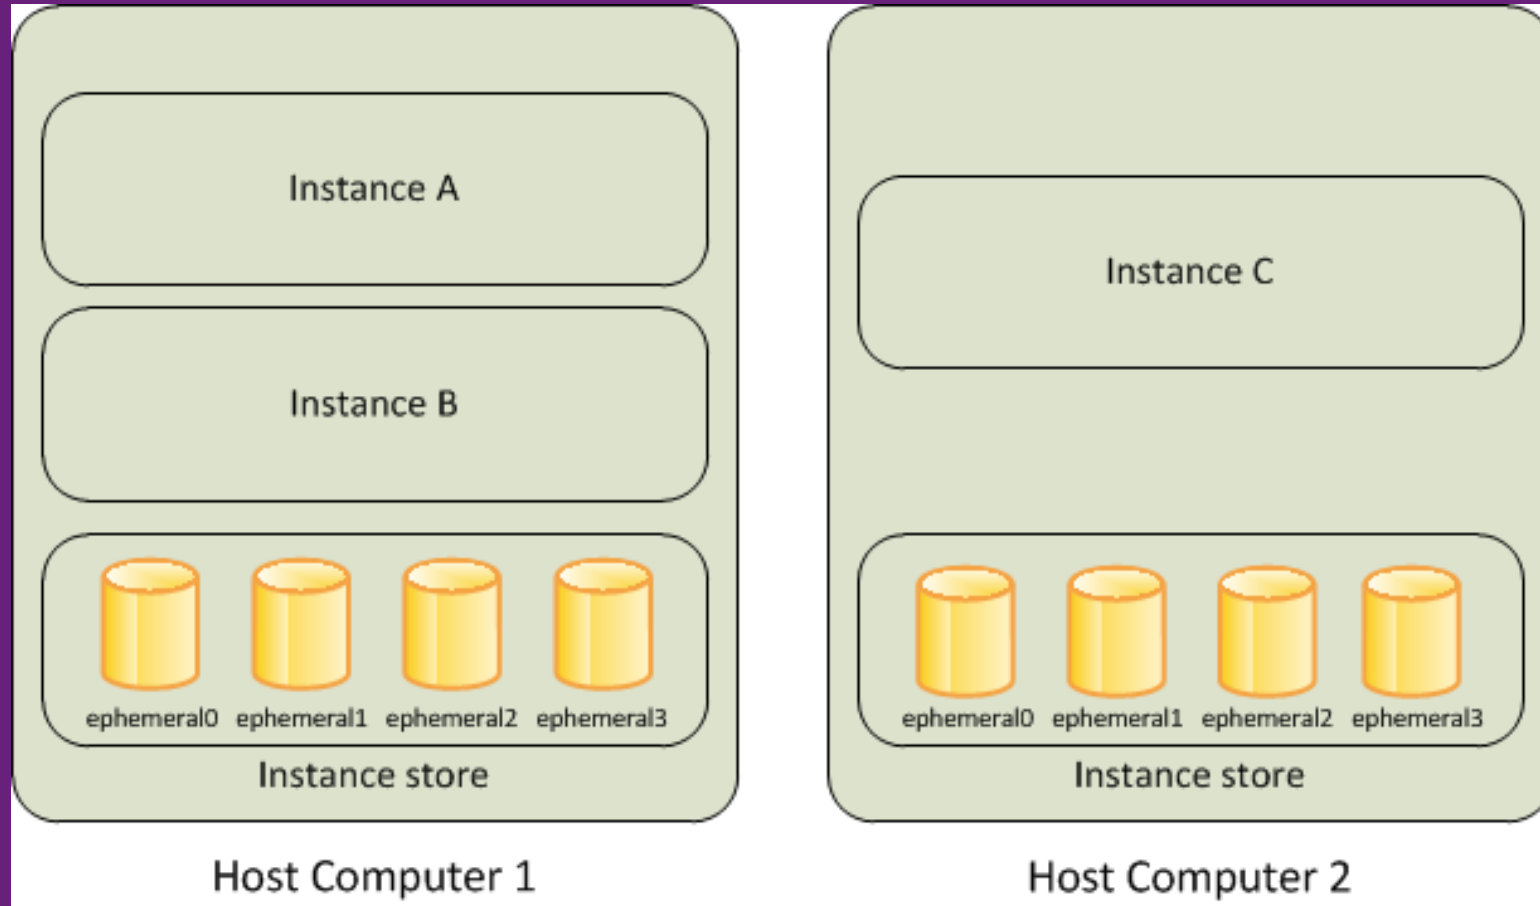 Instance A
Instance B
ephemeral0 ephemeral1 ephemeral2 ephemeral3
Instance store
Host Computer 1
Instance C
ephemeral0 ephemeral1 ephemeral2 ephemeral3
Instance store
Host Computer 2